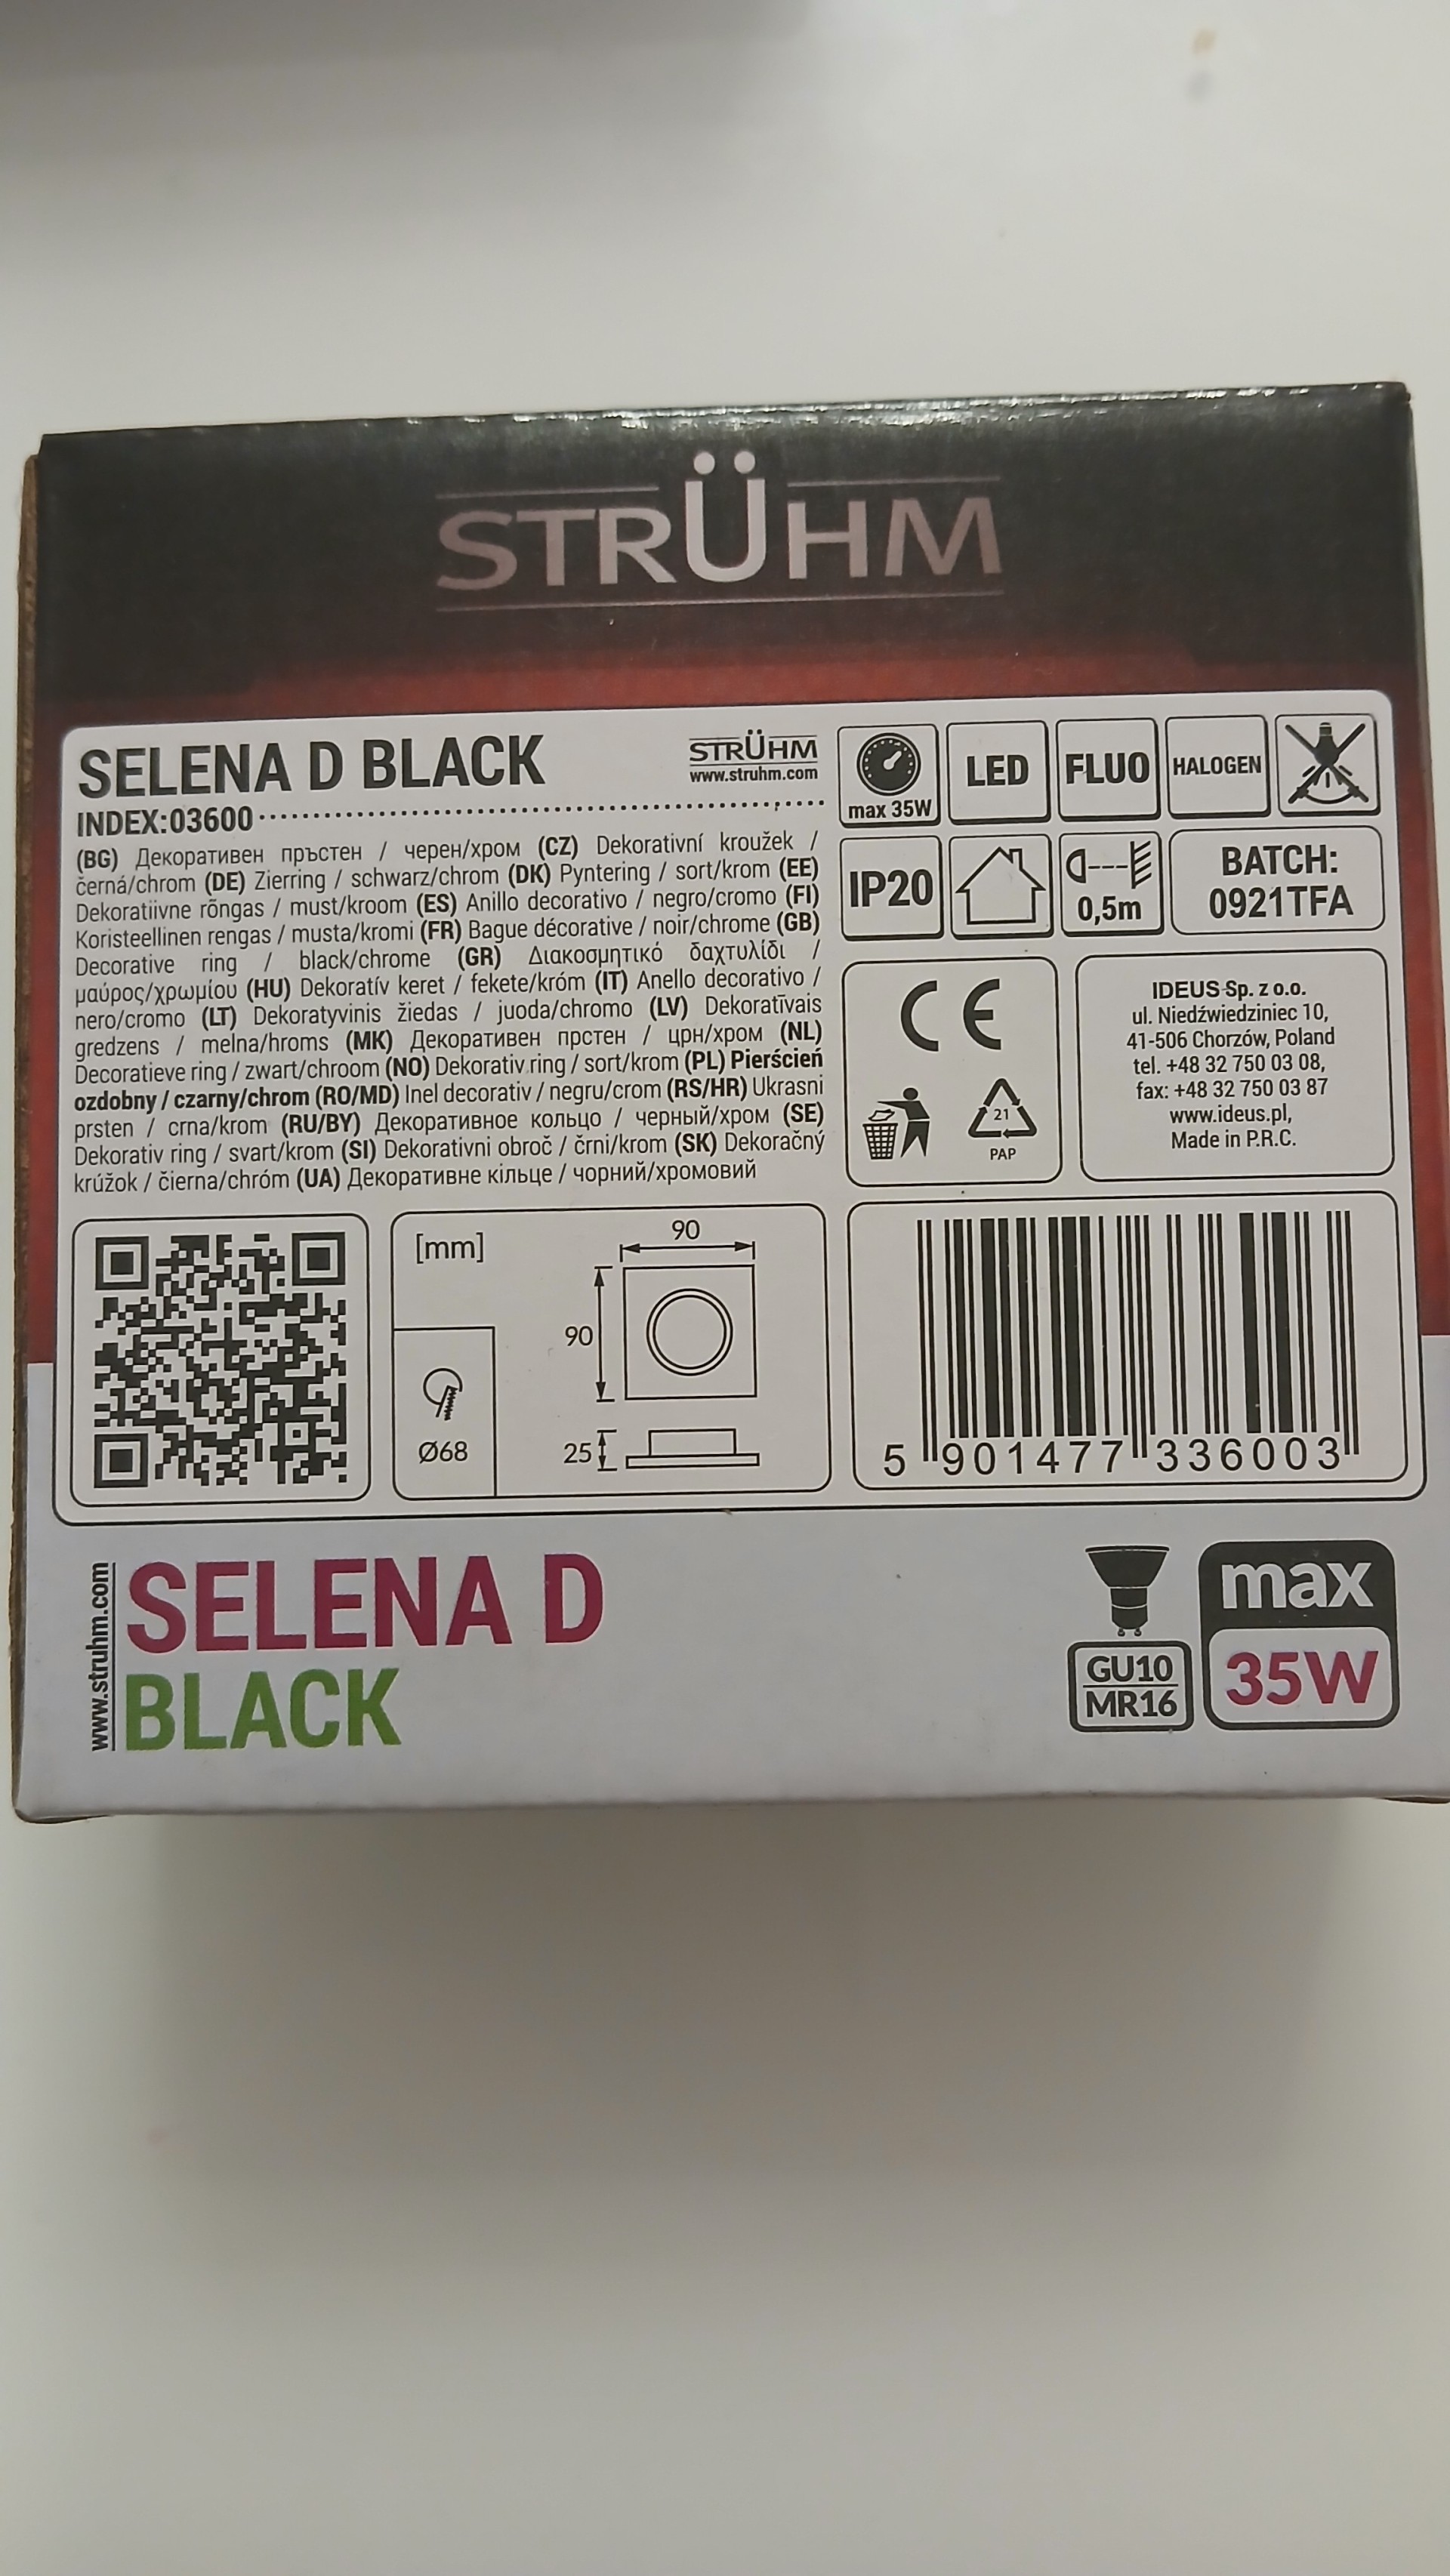 STRÜHM
SELENA D BLACK
STRÜHM
www.struhm.com
INDEX:03600
(BG) Декоративен пръстен / черен/хром (CZ) Dekorativní kroužek /
černá/chrom (DE) Zierring / schwarz/chrom (DK) Pyntering / sort/krom (EE)
Dekoratiivne rõngas / must/kroom (ES) Anillo decorativo / negro/cromo (FI)
Koristeellinen rengas / musta/kromi (FR) Bague décorative / noir/chrome (GB)
Decorative ring / black/chrome (GR) Διακοσμητικό δαχτυλίδι /
μαύρος/χρωμίου (HU) Dekoratív keret / fekete/króm (IT) Anello decorativo /
nero/cromo (LT) Dekoratyvinis žiedas / juoda/chromo (LV) Dekoratīvais
gredzens / melna/hroms (MK) Декоративен прстен / црн/хром (NL)
Decoratieve ring / zwart/chroom (NO) Dekorativ ring / sort/krom (PL) Pierścień
ozdobny / czarny/chrom (RO/MD) Inel decorativ / negru/crom (RS/HR) Ukrasni
prsten / crna/krom (RU/BY) Декоративное кольцо / черный/хром (SE)
Dekorativ ring / svart/krom (SI) Dekorativni obroč / črni/krom (SK) Dekoračný
krúžok / čierna/chróm (UA) Декоративне кільце / чорний/хромовий
max 35W
LED
FLUO
HALOGEN
IP20
0,5m
BATCH:
0921TFA
CE
21
PAP
IDEUS Sp. z o.o.
ul. Niedźwiedziniec 10,
41-506 Chorzów, Poland
tel. +48 32 750 03 08,
fax: +48 32 750 03 87
www.ideus.pl,
Made in P.R.C.
[mm]
Ø68
90
90
25
5 901477 336003
www.struhm.com
SELENA D
BLACK
GU10
MR16
max
35W